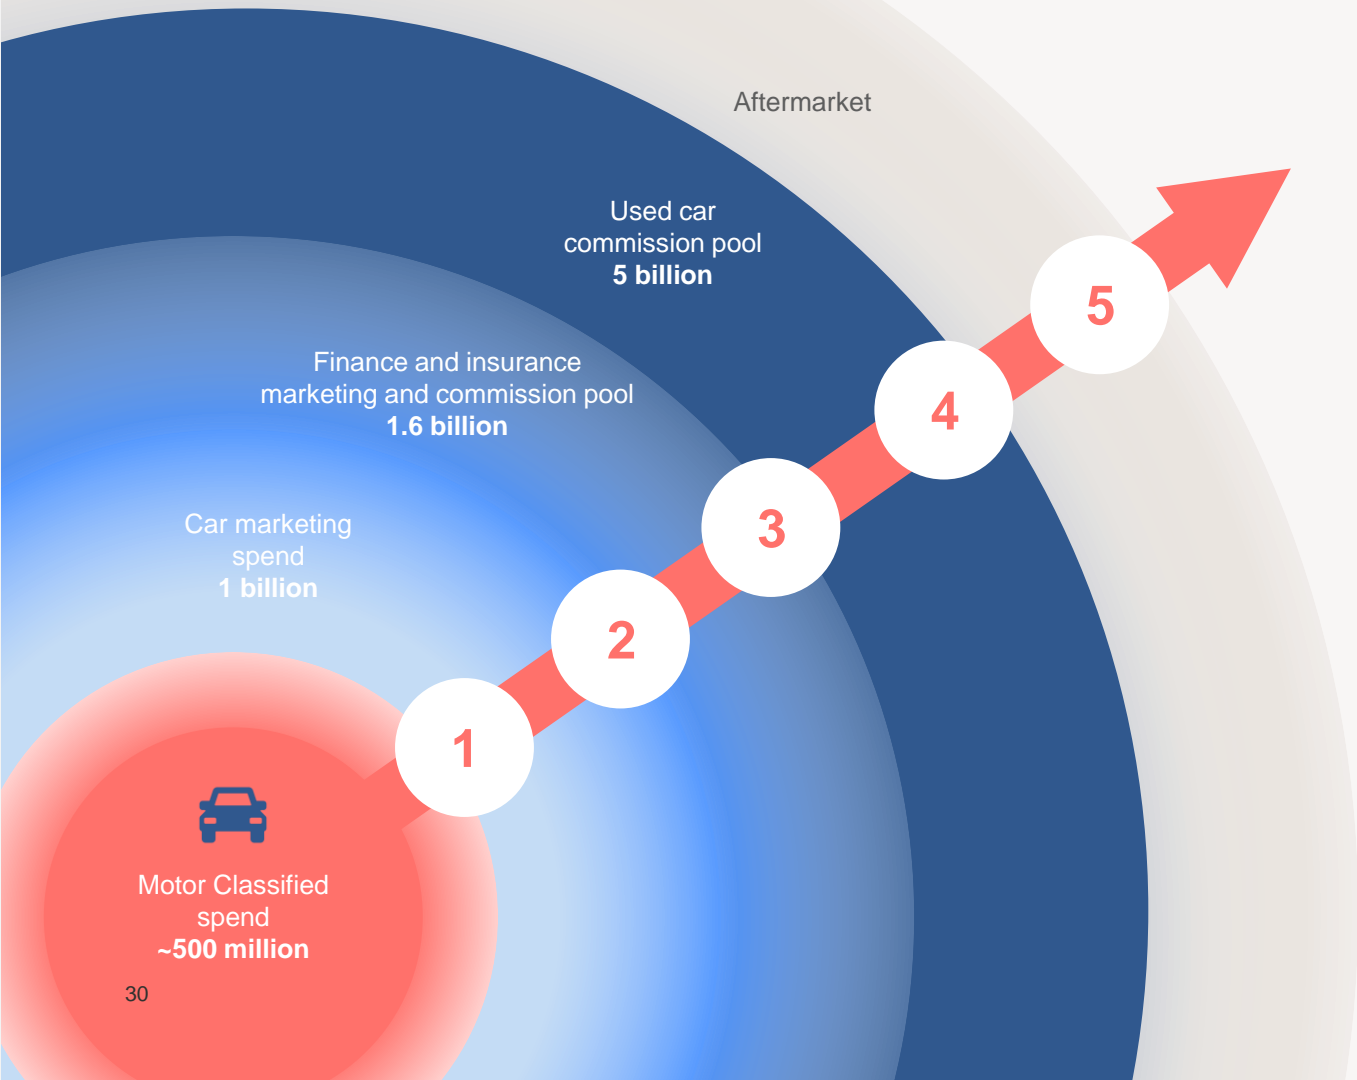 Aftermarket
Used car
commission pool
5 billion
Finance and insurance
marketing and commission pool
1.6 billion
Car marketing
spend
1 billion
Motor Classified
spend
~500 million
1
2
3
4
5
30